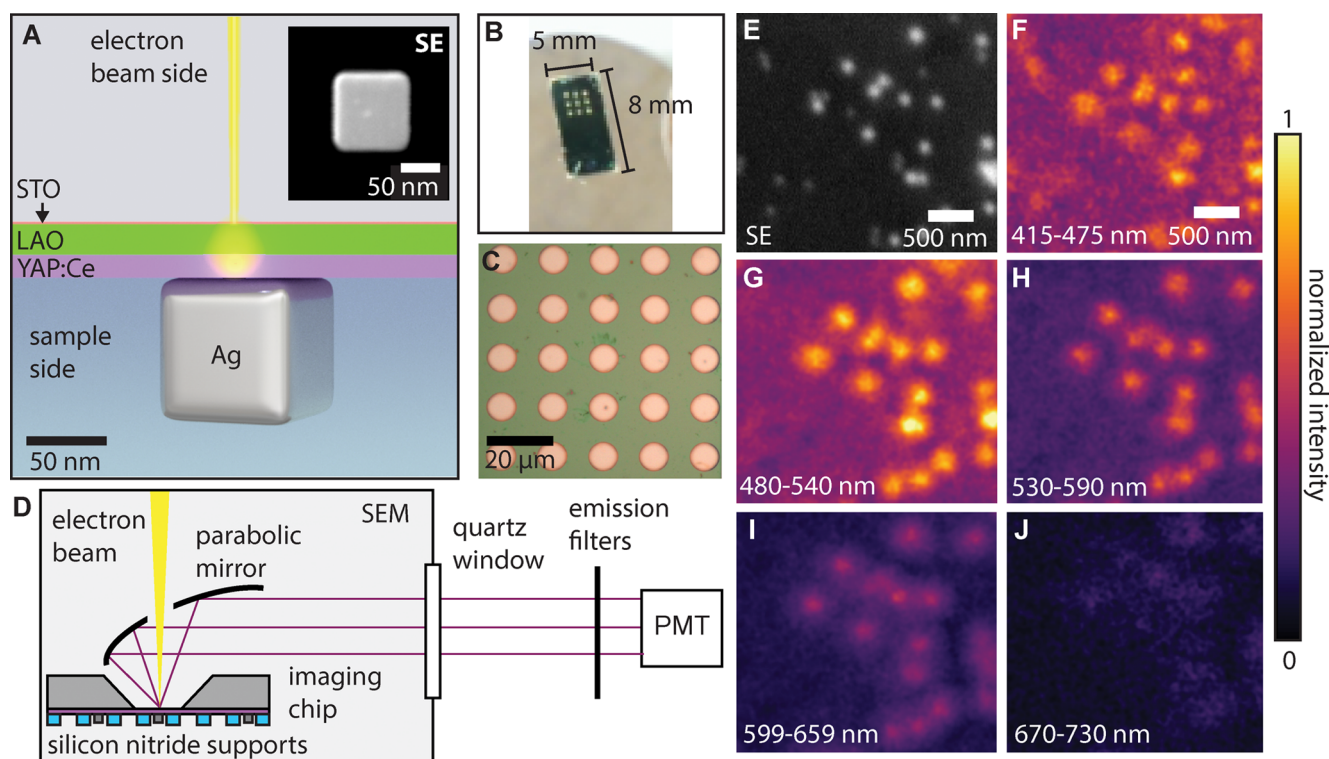 A
electron
beam side
SE
50 nm
STO
LAO
YAP:Ce
sample
side
Ag
50 nm
B
5 mm
8 mm
C
20 µm
D
electron
beam
SEM
parabolic
mirror
quartz
window
emission
filters
PMT
imaging
chip
silicon nitride supports
E
SE
500 nm
F
415-475 nm
500 nm
G
480-540 nm
H
530-590 nm
I
599-659 nm
J
670-730 nm
1
normalized intensity
0